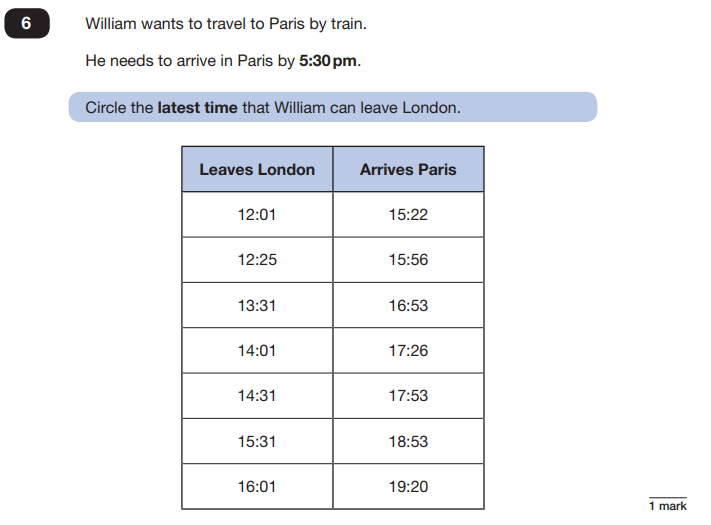 6
William wants to travel to Paris by train.
He needs to arrive in Paris by 5:30 pm.
Circle the latest time that William can leave London.
Leaves London Arrives Paris
12:01 15:22
12:25 15:56
13:31 16:53
14:01 17:26
14:31 17:53
15:31 18:53
16:01 19:20
1 mark